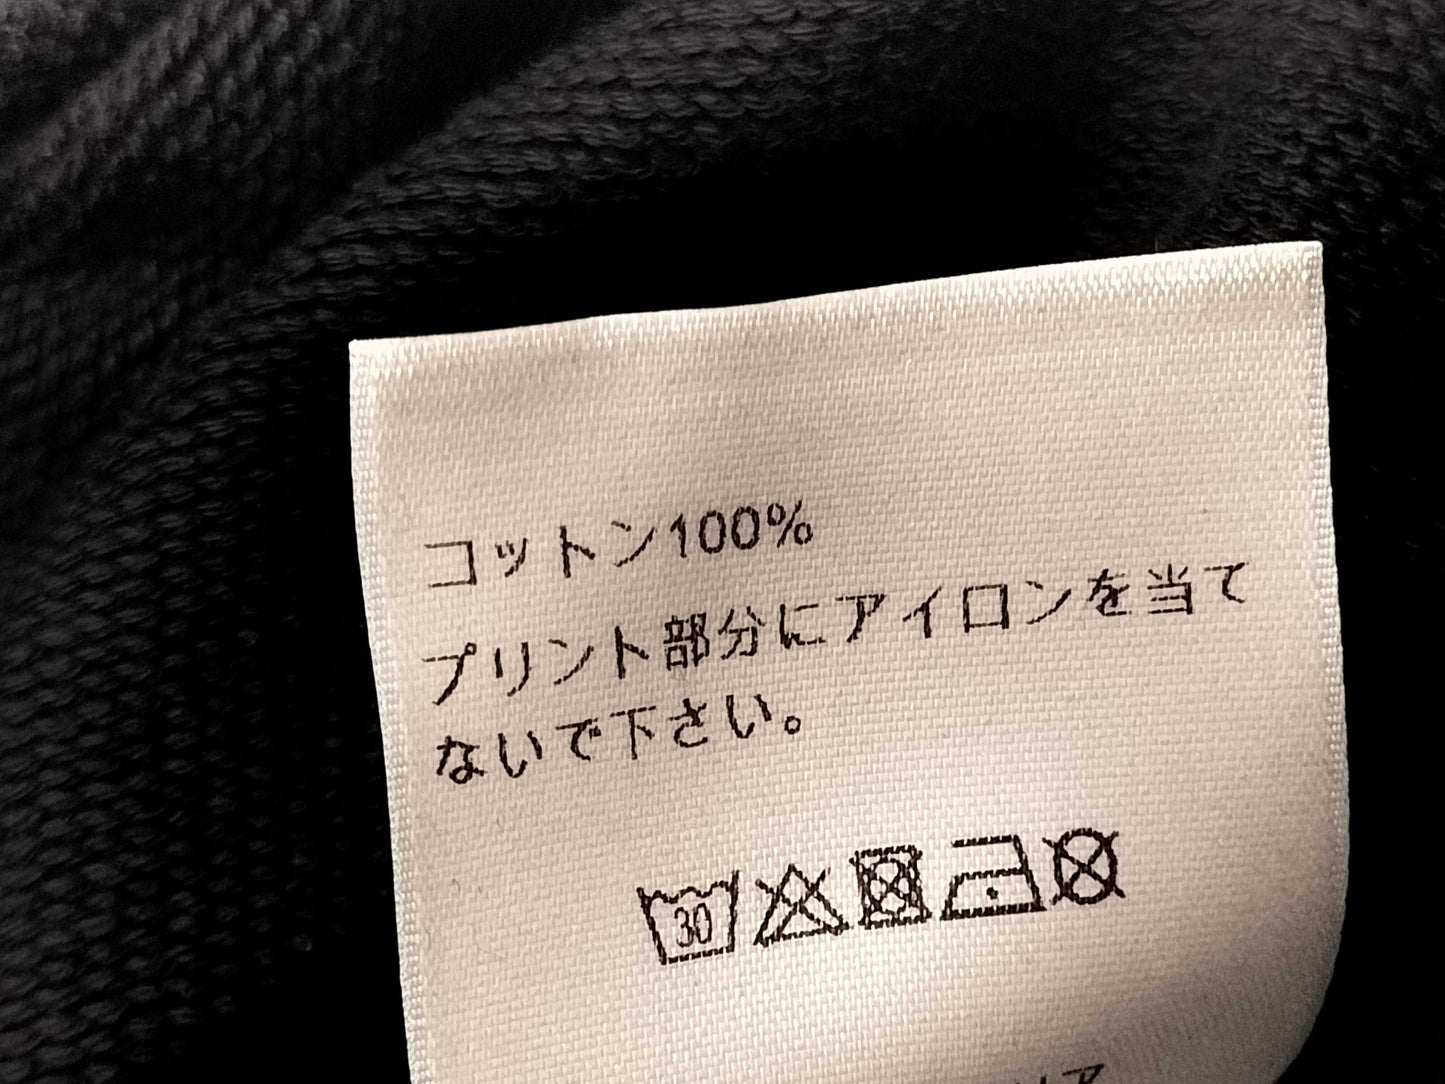 コットン100%
プリント部分にアイロンを当て
ないで下さい。
30